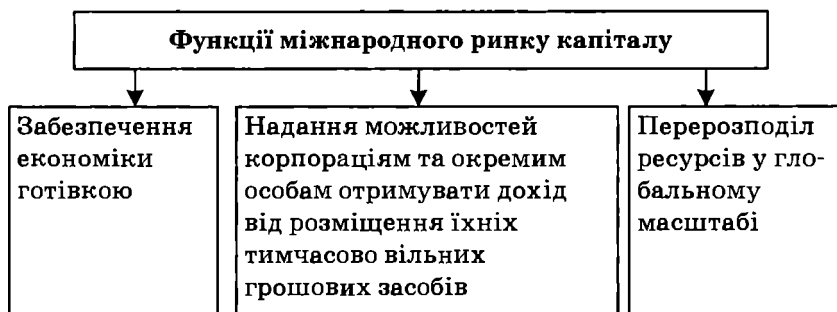 Функції міжнародного ринку капіталу
Забезпечення
економіки
готівкою
Надання можливостей
корпораціям та окремим
особам отримувати дохід
від розміщення їхніх
тимчасово вільних
грошових засобів
Перерозподіл
ресурсів у гло-
бальному
масштабі